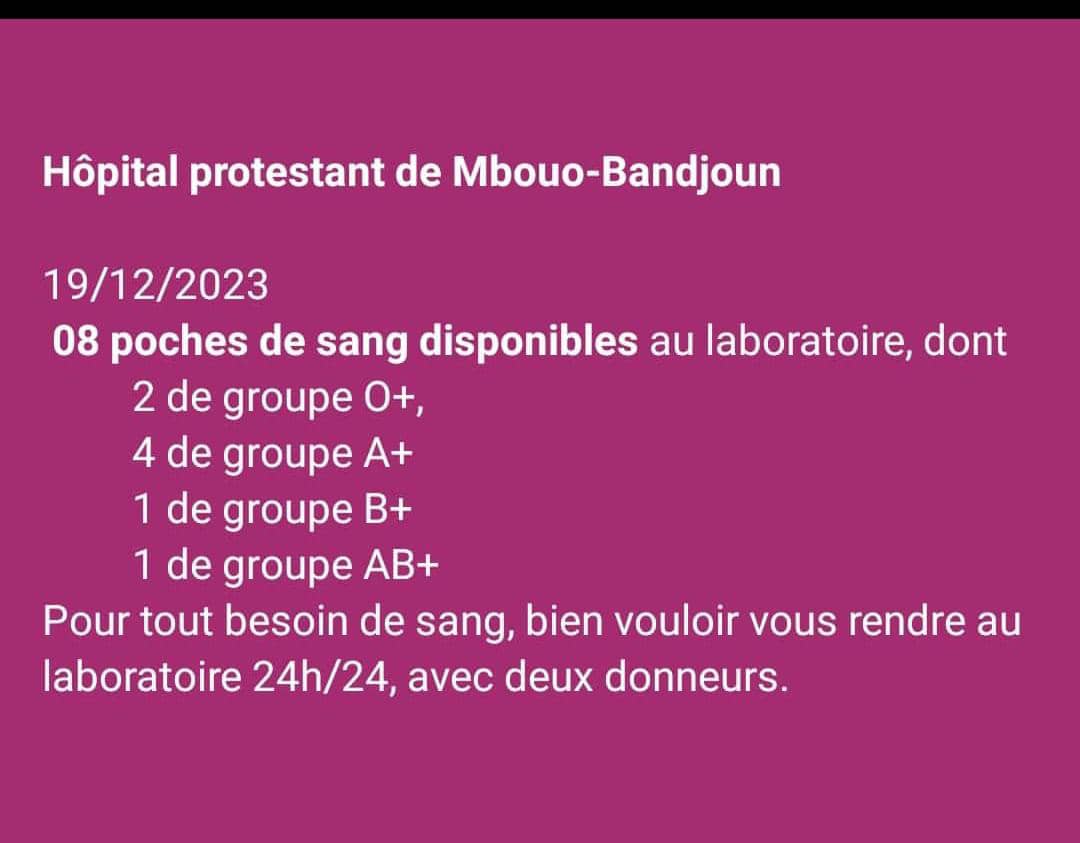 Hôpital protestant de Mbouo-Bandjoun
19/12/2023
08 poches de sang disponibles au laboratoire, dont
2 de groupe O+,
4 de groupe A+
1 de groupe B+
1 de groupe AB+
Pour tout besoin de sang, bien vouloir vous rendre au
laboratoire 24h/24, avec deux donneurs.